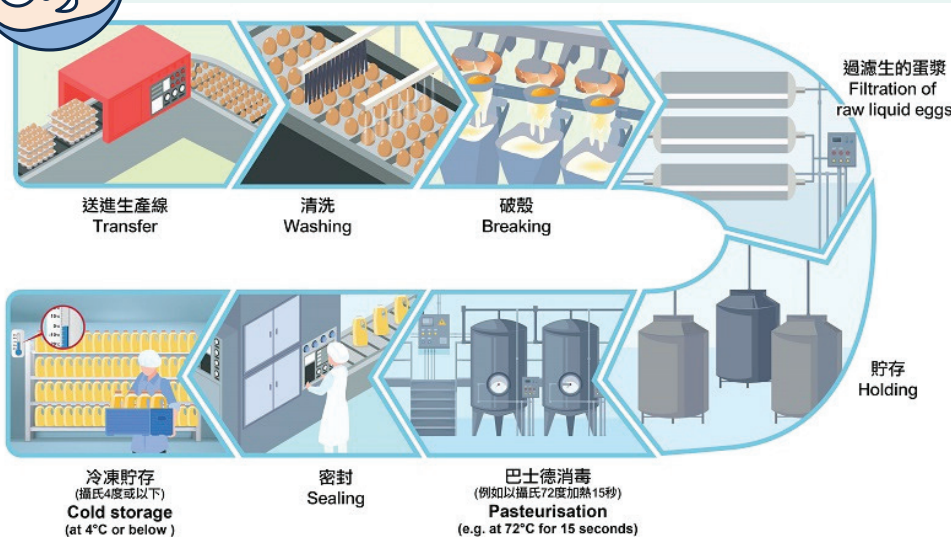 送進生產線
Transfer
清洗
Washing
破殼
Breaking
過濾生的蛋漿
Filtration of
raw liquid eggs
貯存
Holding
巴士德消毒
(例如以攝氏72度加熱15秒)
Pasteurisation
(e.g. at 72°C for 15 seconds)
密封
Sealing
冷凍貯存
(攝氏4度或以下)
Cold storage
(at 4°C or below )